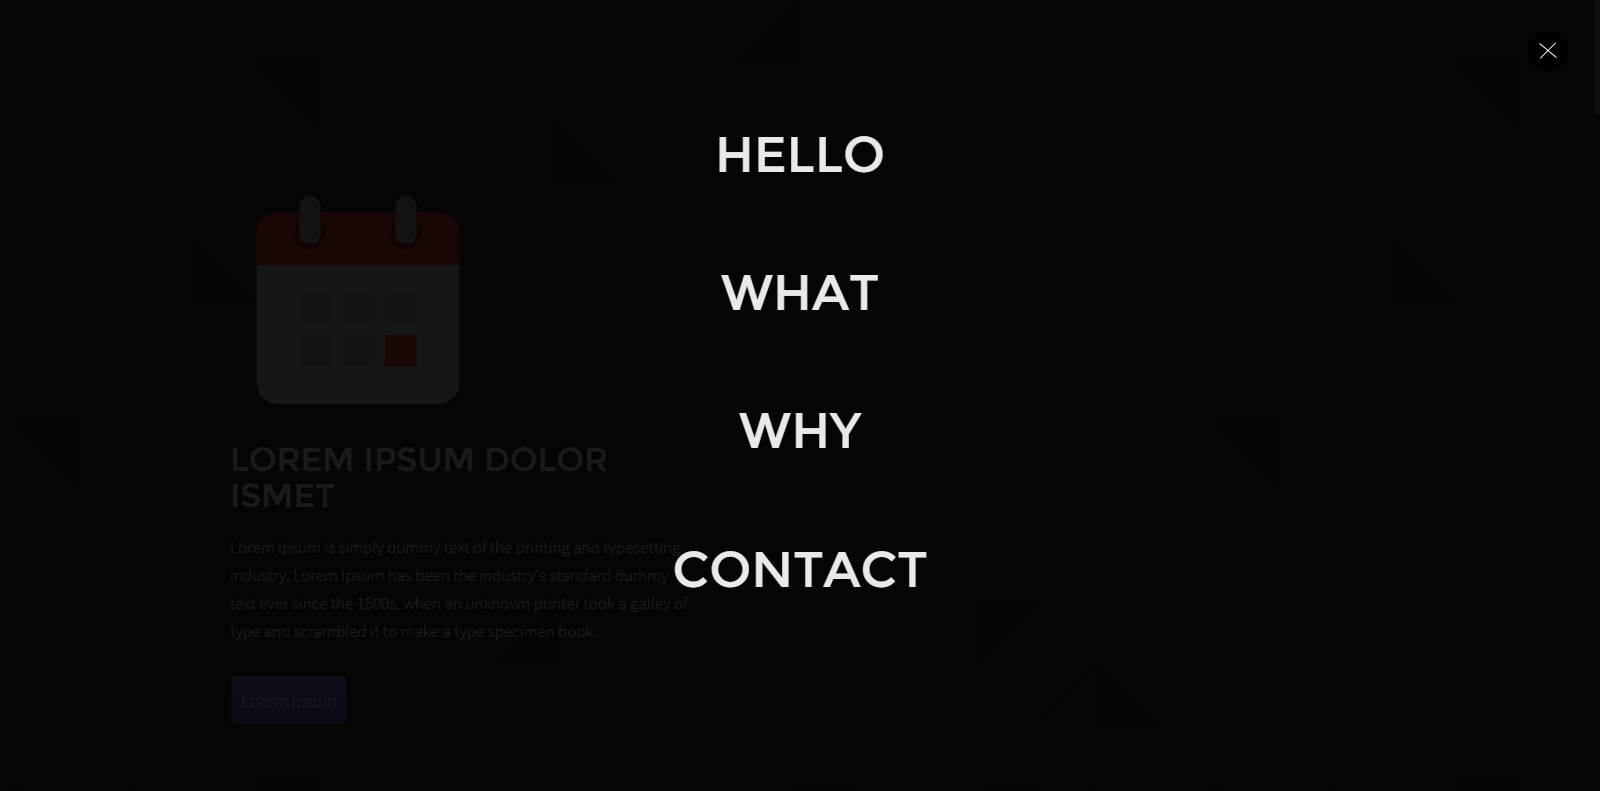 HELLO
WHAT
WHY
CONTACT
LOREM IPSUM DOLOR
ISMET
Lorem Ipsum is simply dummy text of the printing and typesetting
industry. Lorem Ipsum has been the industry's standard dummy
text ever since the 1500s, when an unknown printer took a galley of
type and scrambled it to make a type specimen book.
Lorem ipsum